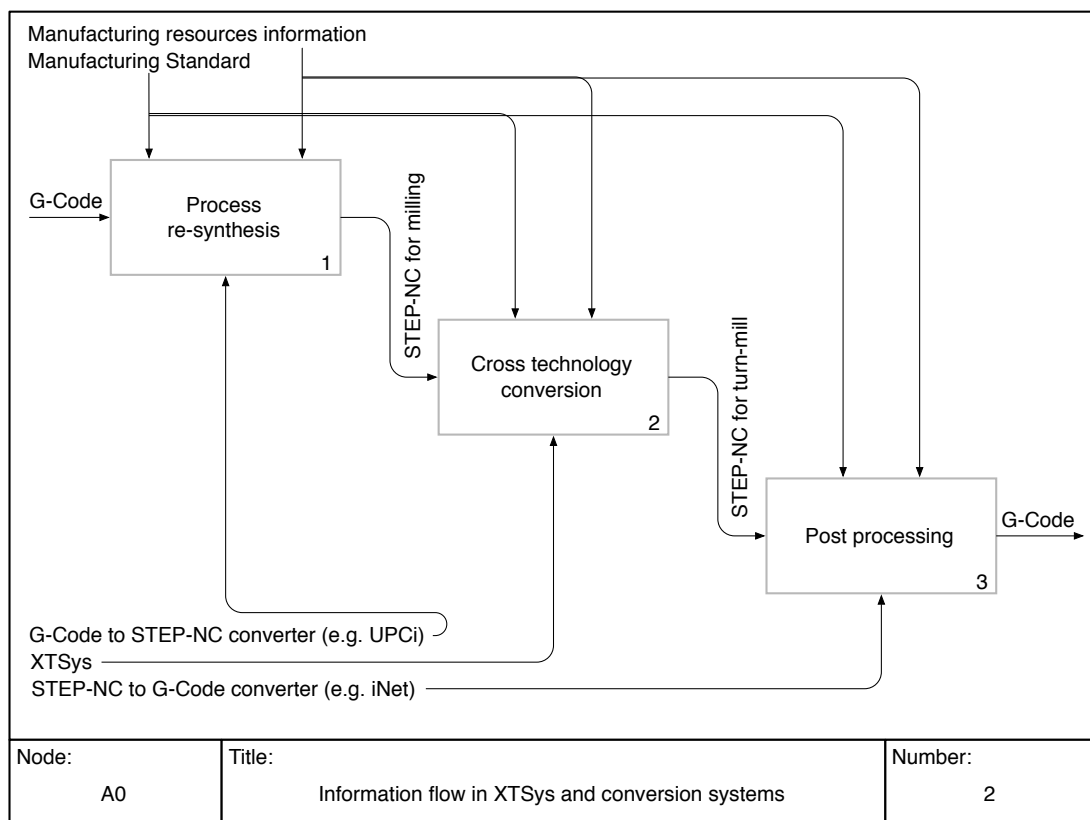 Manufacturing resources information
Manufacturing Standard
G-Code
Process
re-synthesis
1
STEP-NC for milling
Cross technology
conversion
2
STEP-NC for turn-mill
Post processing
3
G-Code
G-Code to STEP-NC converter (e.g. UPCi)
XTSys
STEP-NC to G-Code converter (e.g. iNet)
Node:
A0
Title:
Information flow in XTSys and conversion systems
Number:
2